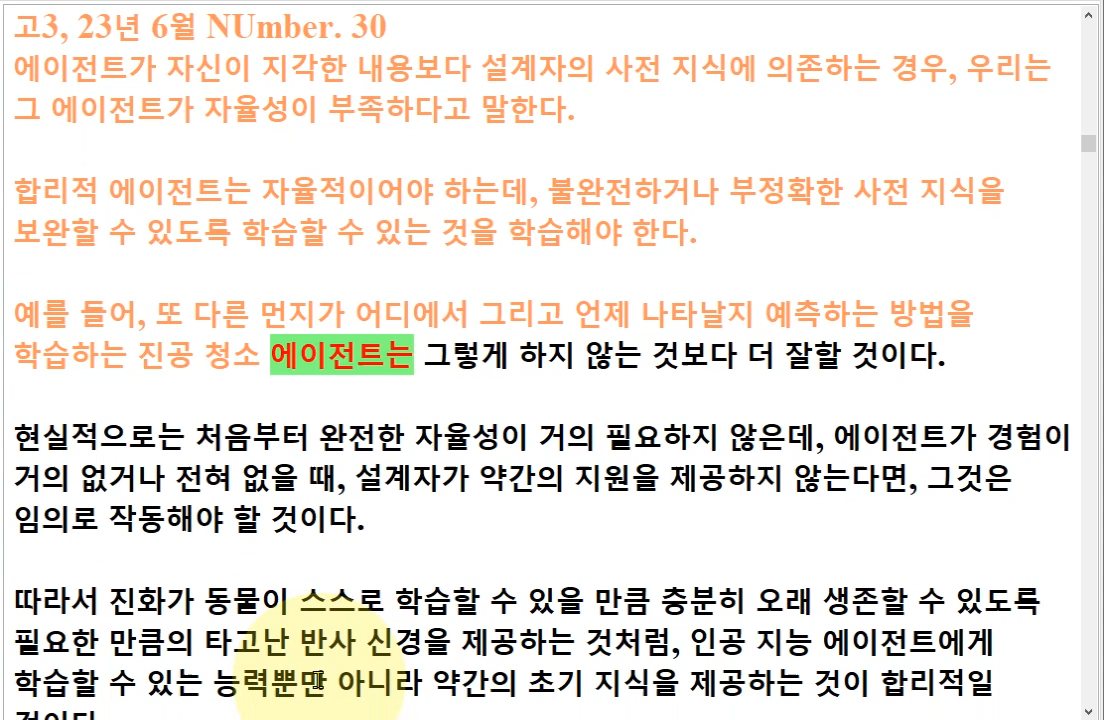 고3, 23년 6월 NUmber. 30
에이전트가 자신이 지각한 내용보다 설계자의 사전 지식에 의존하는 경우, 우리는
그 에이전트가 자율성이 부족하다고 말한다.
합리적 에이전트는 자율적이어야 하는데, 불완전하거나 부정확한 사전 지식을
보완할 수 있도록 학습할 수 있는 것을 학습해야 한다.
예를 들어, 또 다른 먼지가 어디에서 그리고 언제 나타날지 예측하는 방법을
학습하는 진공 청소 에이전트는 그렇게 하지 않는 것보다 더 잘할 것이다.
현실적으로는 처음부터 완전한 자율성이 거의 필요하지 않은데, 에이전트가 경험이
거의 없거나 전혀 없을 때, 설계자가 약간의 지원을 제공하지 않는다면, 그것은
임의로 작동해야 할 것이다.
따라서 진화가 동물이 스스로 학습할 수 있을 만큼 충분히 오래 생존할 수 있도록
필요한 만큼의 타고난 반사 신경을 제공하는 것처럼, 인공 지능 에이전트에게
학습할 수 있는 능력뿐만 아니라 약간의 초기 지식을 제공하는 것이 합리적일